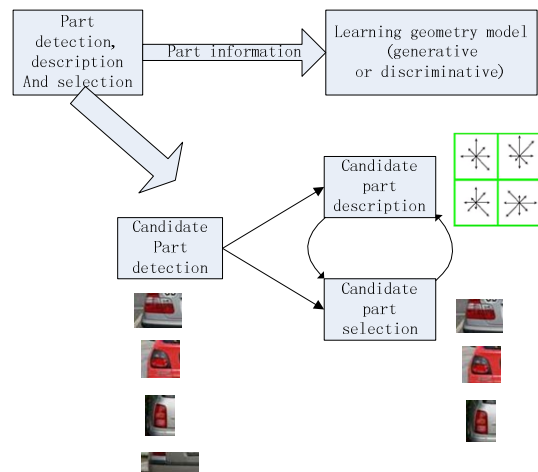 Part
detection,
description
And selection
Part information
Learning geometry model
(generative
or discriminative)
Candidate
part
description
Candidate
Part
detection
Candidate
part
selection